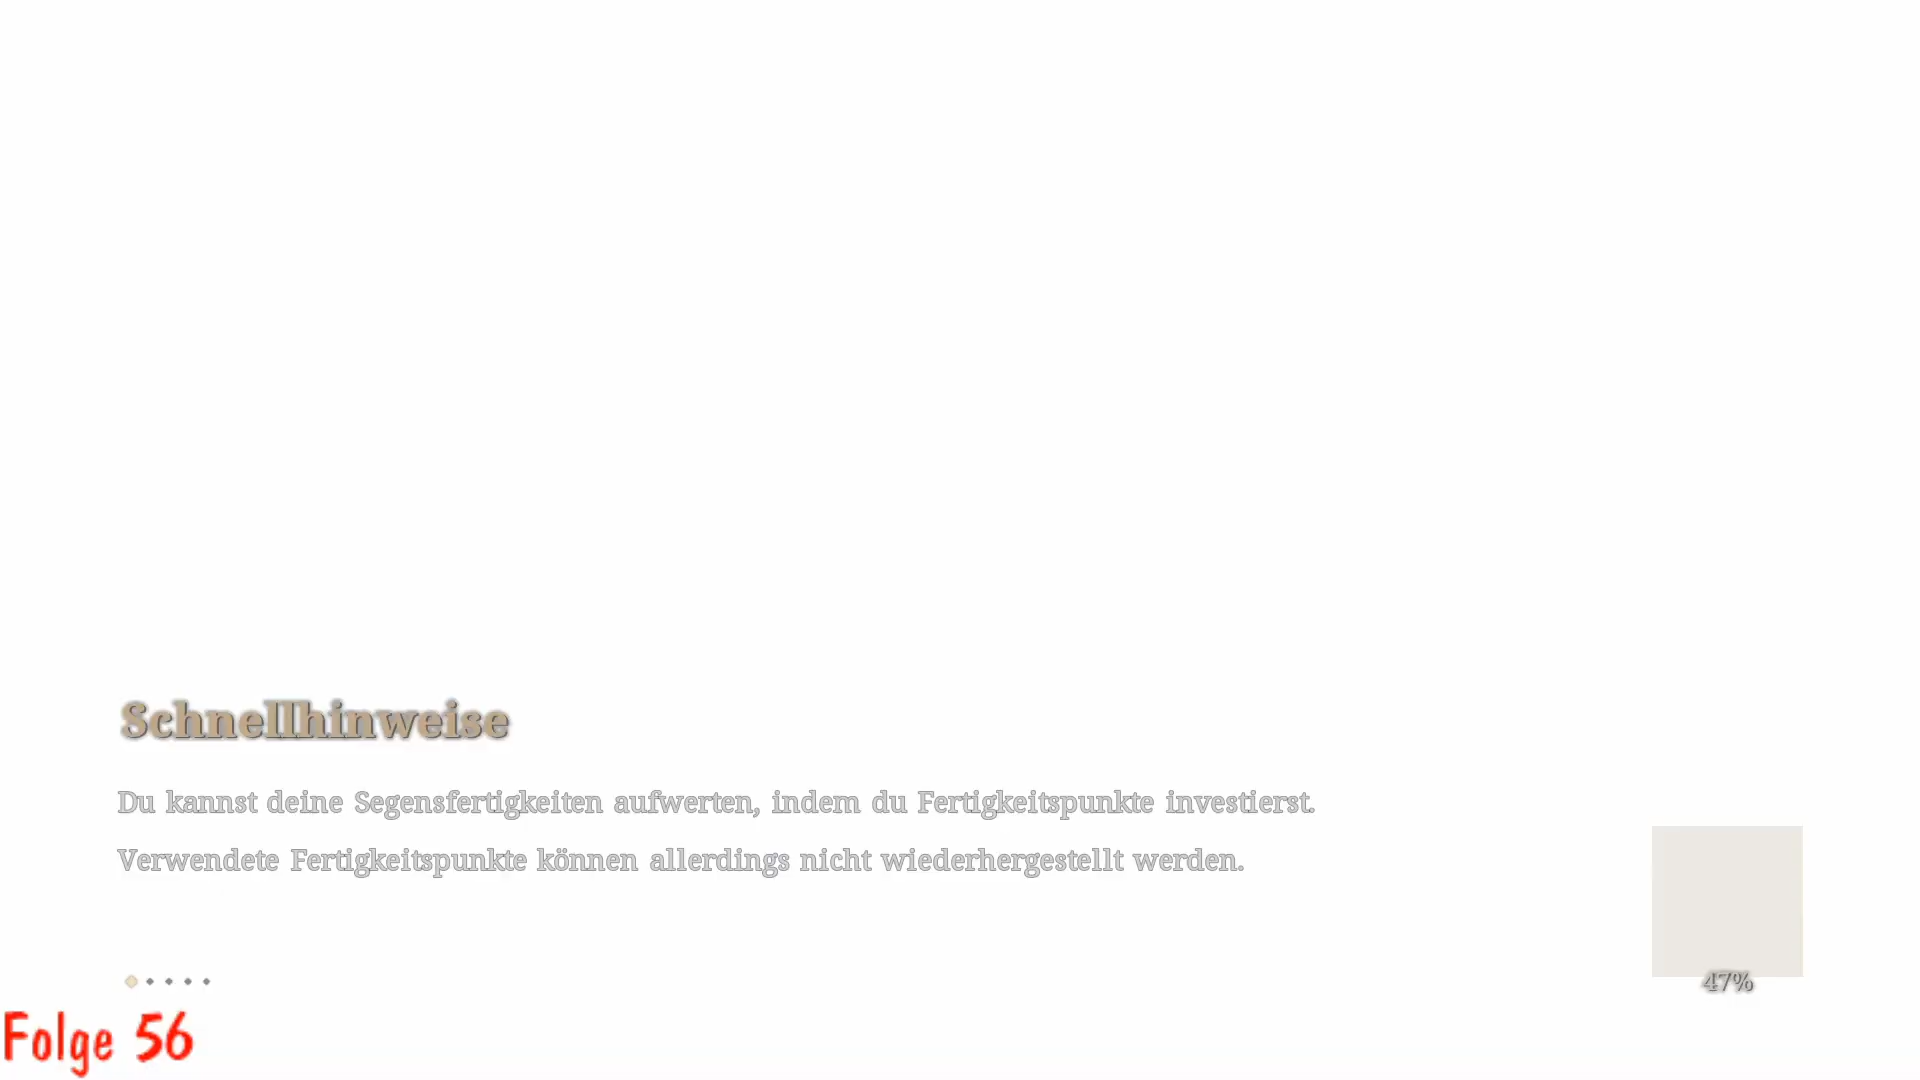 Schnellhinweise
Du kannst deine Segensfertigkeiten aufwerten, indem du Fertigkeitspunkte investierst.
Verwendete Fertigkeitspunkte können allerdings nicht wiederhergestellt werden.
47%
Folge 56